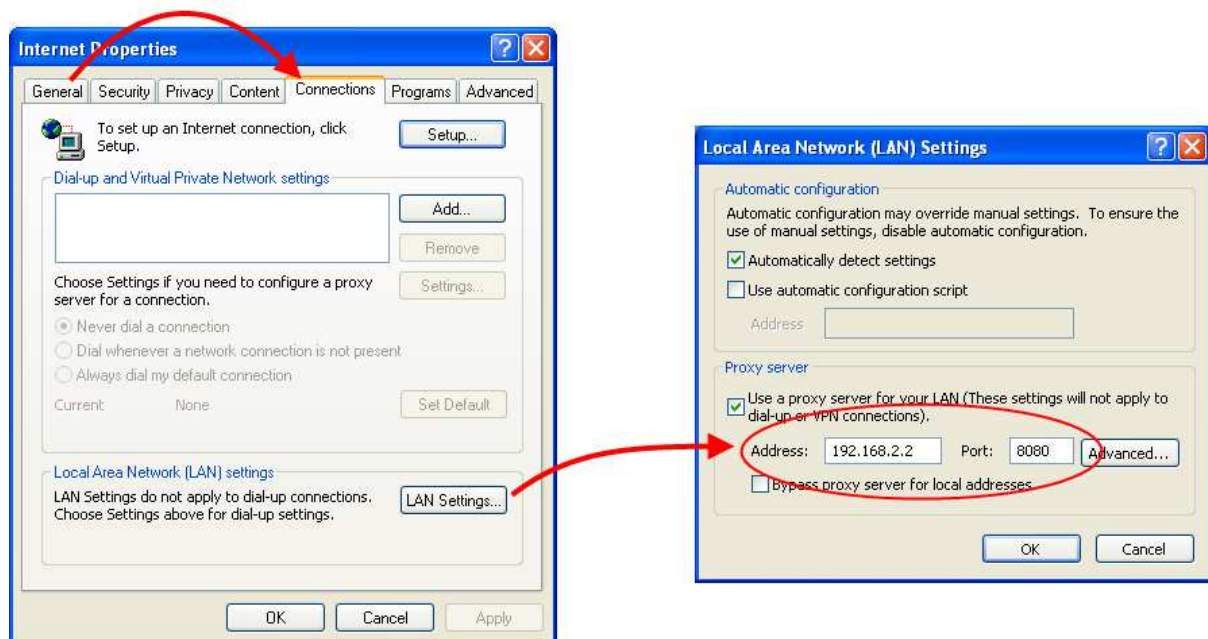 Internet Properties
General Security Privacy Content Connections Programs Advanced
To set up an Internet connection, click
Setup.
Setup...
Dial-up and Virtual Private Network settings
Add...
Remove
Choose Settings if you need to configure a proxy
server for a connection.
Settings...
Never dial a connection
Dial whenever a network connection is not present
Always dial my default connection
Current None
Set Default
Local Area Network (LAN) settings
LAN Settings do not apply to dial-up connections.
Choose Settings above for dial-up settings.
LAN Settings...
OK Cancel Apply
Local Area Network (LAN) Settings
Automatic configuration
Automatic configuration may override manual settings. To ensure the
use of manual settings, disable automatic configuration.
Automatically detect settings
Use automatic configuration script
Address
Proxy server
Use a proxy server for your LAN (These settings will not apply to
dial-up or VPN connections).
Address: 192.168.2.2 Port: 8080 Advanced...
Bypass proxy server for local addresses
OK Cancel